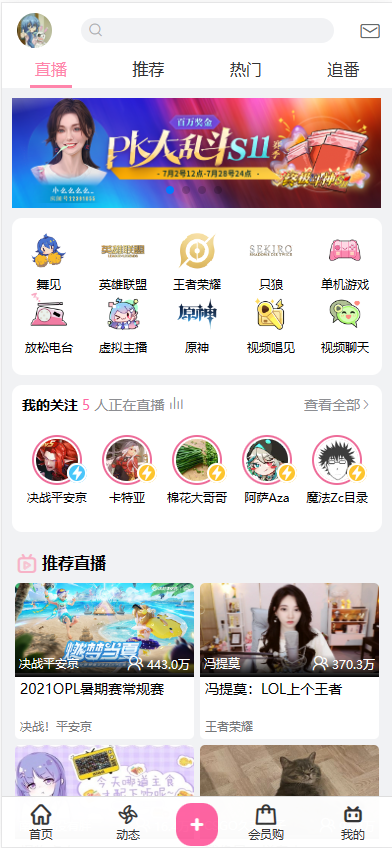 直播 推荐 热门 追番
百万奖金
PK大乱斗S11
7月2号12点-7月28号24点
舞见 英雄联盟 王者荣耀 只狼 单机游戏
英雄联盟
SEKIRO
SHADOWS DIE TWICE
放松电台 虚拟主播 原神 视频唱见 视频聊天
原神
我的关注 5 人正在直播 查看全部
决战平安京 卡特亚 棉花大哥哥 阿萨Aza 魔法Zc目录
推荐直播
燃梦当夏
决战平安京 443.0万
冯提莫 370.3万
2021OPL暑期赛常规赛
冯提莫：LOL上个王者
决战！平安京
王者荣耀
首页 动态 + 会员购 我的